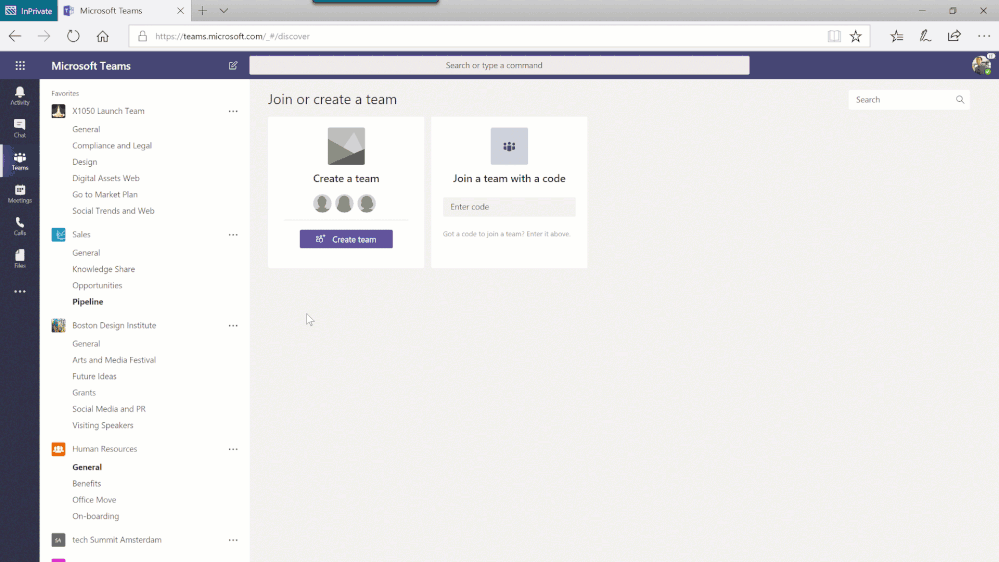 InPrivate
Microsoft Teams
https://teams.microsoft.com/_#/discover
Microsoft Teams
Search or type a command
Activity
Chat
Teams
Meetings
Calls
Files
Favorites
X1050 Launch Team
General
Compliance and Legal
Design
Digital Assets Web
Go to Market Plan
Social Trends and Web
Sales
General
Knowledge Share
Opportunities
Pipeline
Boston Design Institute
General
Arts and Media Festival
Future Ideas
Grants
Social Media and PR
Visiting Speakers
Human Resources
General
Benefits
Office Move
On-boarding
SA
tech Summit Amsterdam
Join or create a team
Search
Create a team
Create team
Join a team with a code
Enter code
Got a code to join a team? Enter it above.